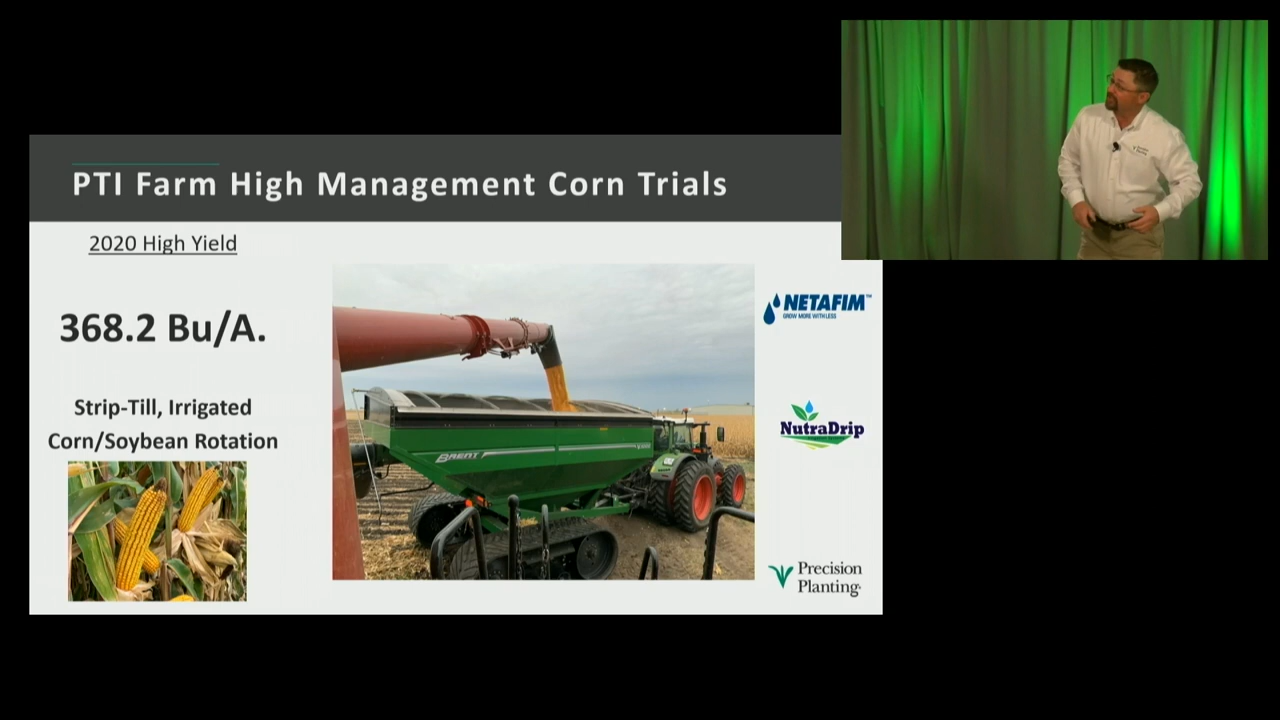 PTI Farm High Management Corn Trials
2020 High Yield
368.2 Bu/A.
Strip-Till, Irrigated
Corn/Soybean Rotation
BRENT
NETAFIM™
GROW MORE WITH LESS
NutraDrip
Precision
Planting